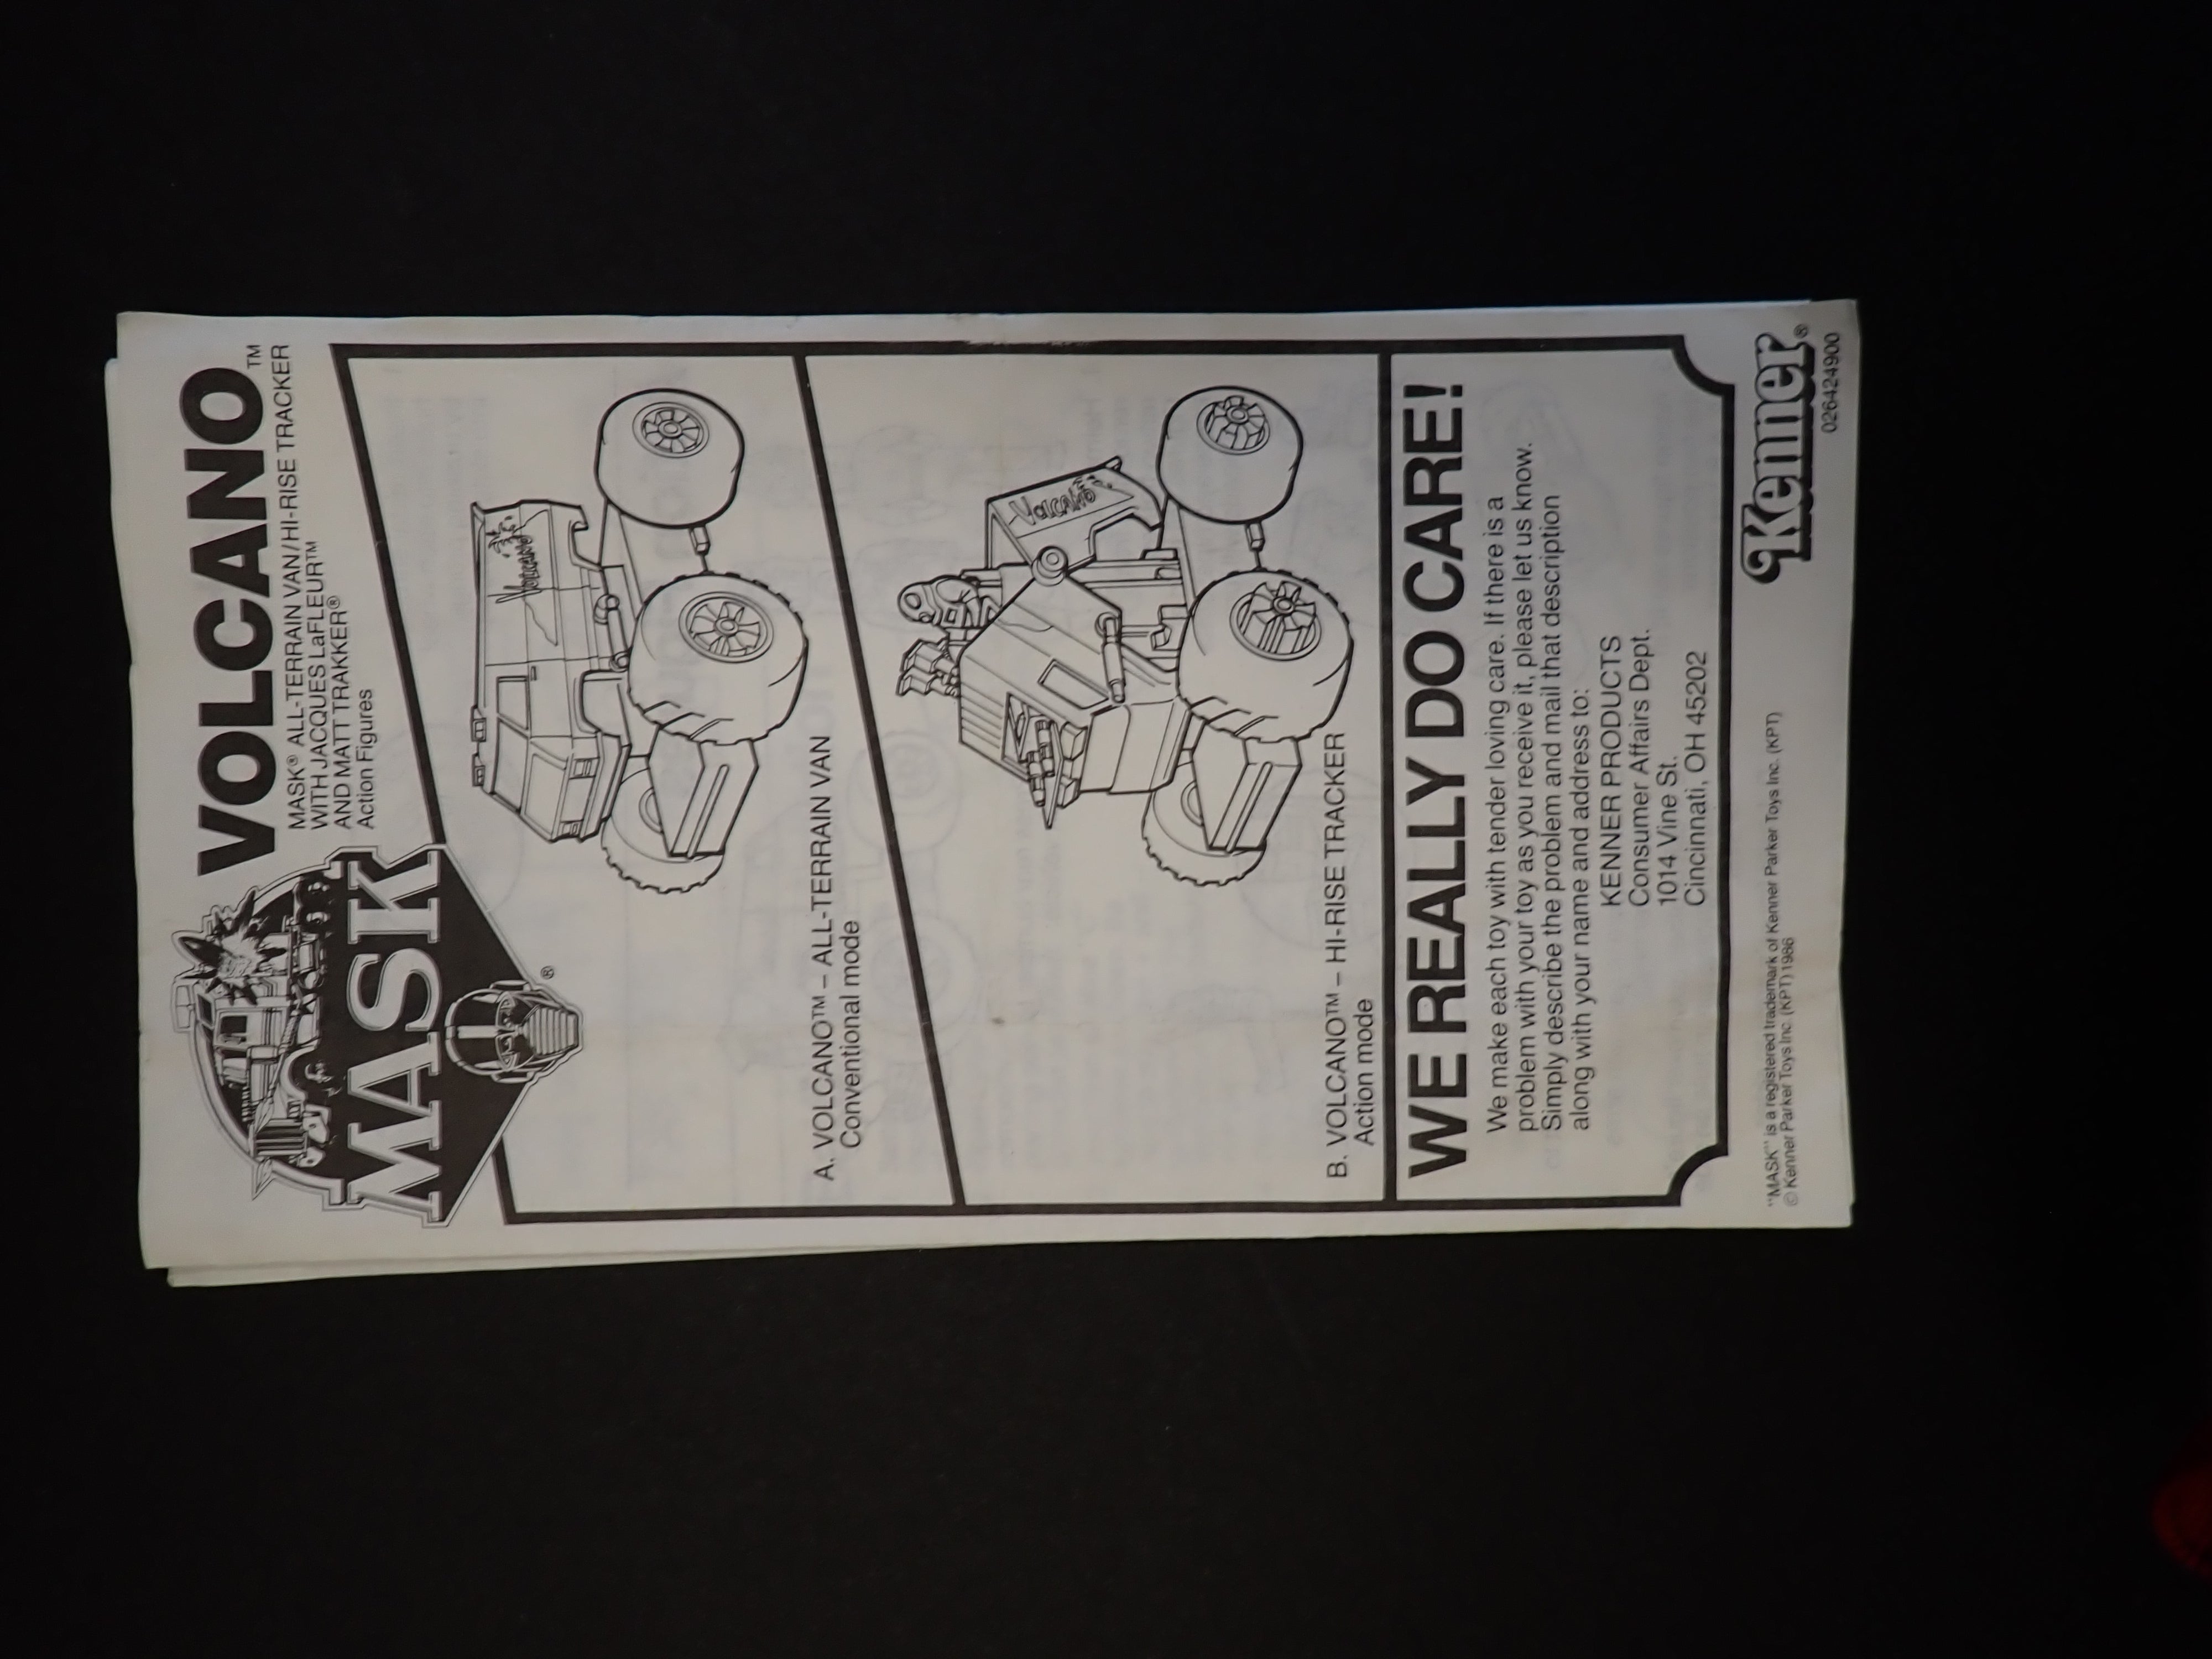 MASK
®
VOLCANO™
MASK® ALL-TERRAIN VAN/HI-RISE TRACKER
WITH JACQUES LaFLEUR™
AND MATT TRAKKER®
Action Figures
Volcano
A. VOLCANO™ – ALL-TERRAIN VAN
Conventional mode
Volcano
B. VOLCANO™ – HI-RISE TRACKER
Action mode
WE REALLY DO CARE!
We make each toy with tender loving care. If there is a
problem with your toy as you receive it, please let us know.
Simply describe the problem and mail that description
along with your name and address to:
KENNER PRODUCTS
Consumer Affairs Dept.
1014 Vine St.
Cincinnati, OH 45202
"MASK" is a registered trademark of Kenner Parker Toys Inc. (KPT)
© Kenner Parker Toys Inc. (KPT) 1986
Kenner®
026424900